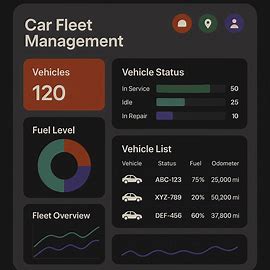 Car Fleet
Management
Vehicles
120
Vehicle Status
In Service 50
Idle 25
In Repair 10
Fuel Level
Vehicle List
Vehicle Status Fuel Odometer
ABC-123 75% 25,000 mi
XYZ-789 20% 50,200 mi
DEF-456 60% 37,800 mi
Fleet Overview